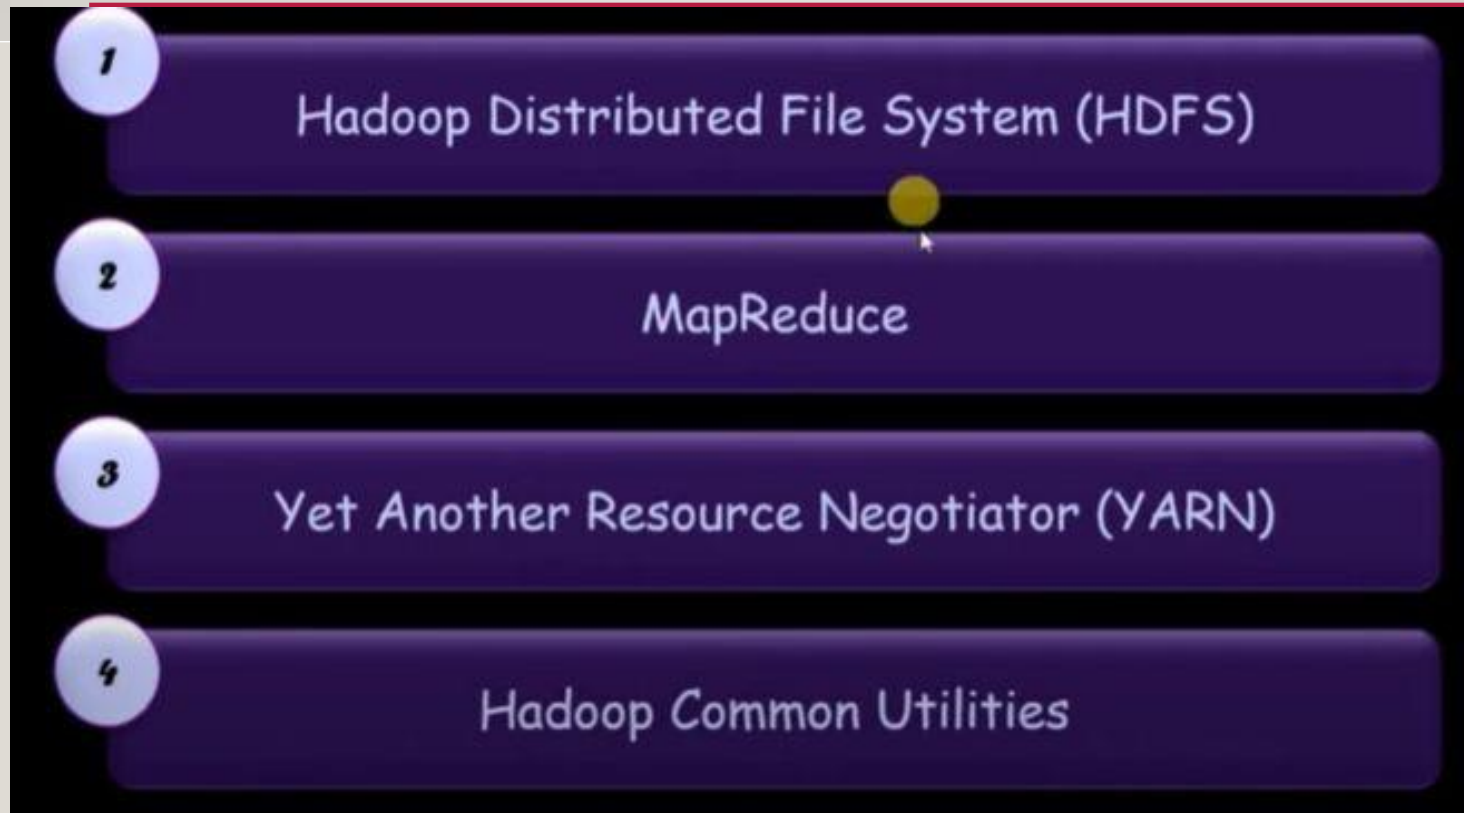 1
Hadoop Distributed File System (HDFS)
2
MapReduce
3
Yet Another Resource Negotiator (YARN)
4
Hadoop Common Utilities